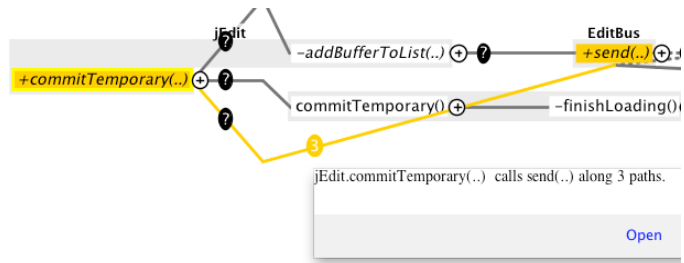 jEdit
EditBus
?
-addBufferToList(..)
?
+send(..)
+commitTemporary(..)
?
commitTemporary()
-finishLoading()
?
3
jEdit.commitTemporary(..) calls send(..) along 3 paths.
Open